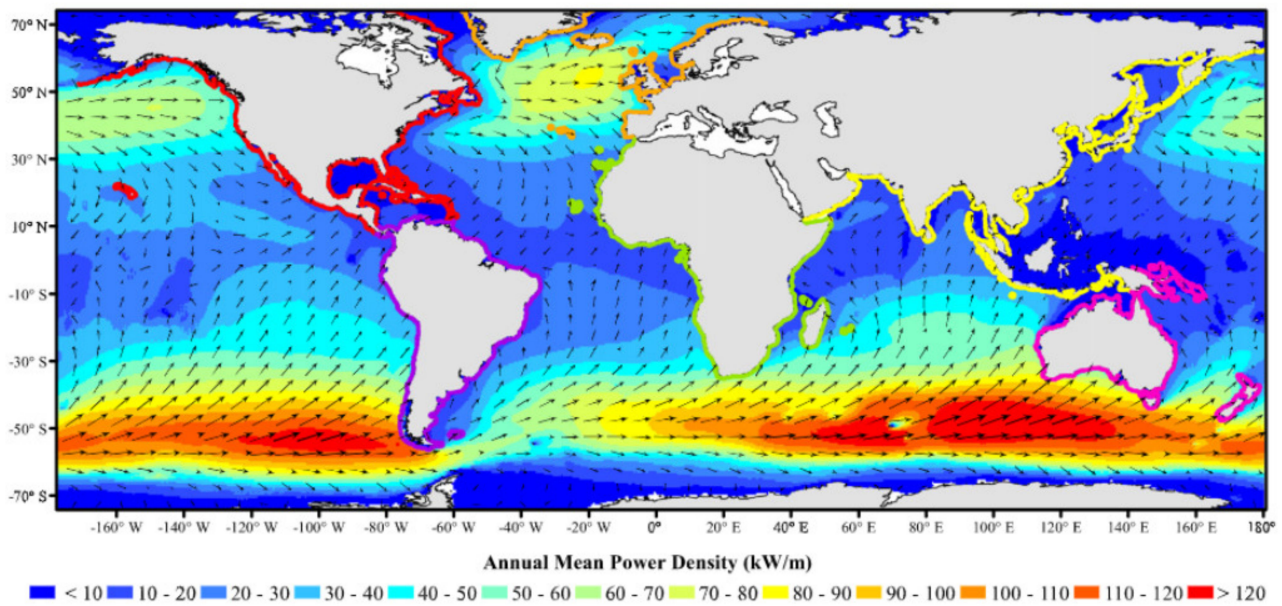 70° N
50° N
30° N
10° N
-10° S
-30° S
-50° S
-70° S
-160° W -140° W -120° W -100° W -80° W -60° W -40° W -20° W 0° 20° E 40° E 60° E 80° E 100° E 120° E 140° E 160° E 180°
Annual Mean Power Density (kW/m)
< 10 10 - 20 20 - 30 30 - 40 40 - 50 50 - 60 60 - 70 70 - 80 80 - 90 90 - 100 100 - 110 110 - 120 > 120